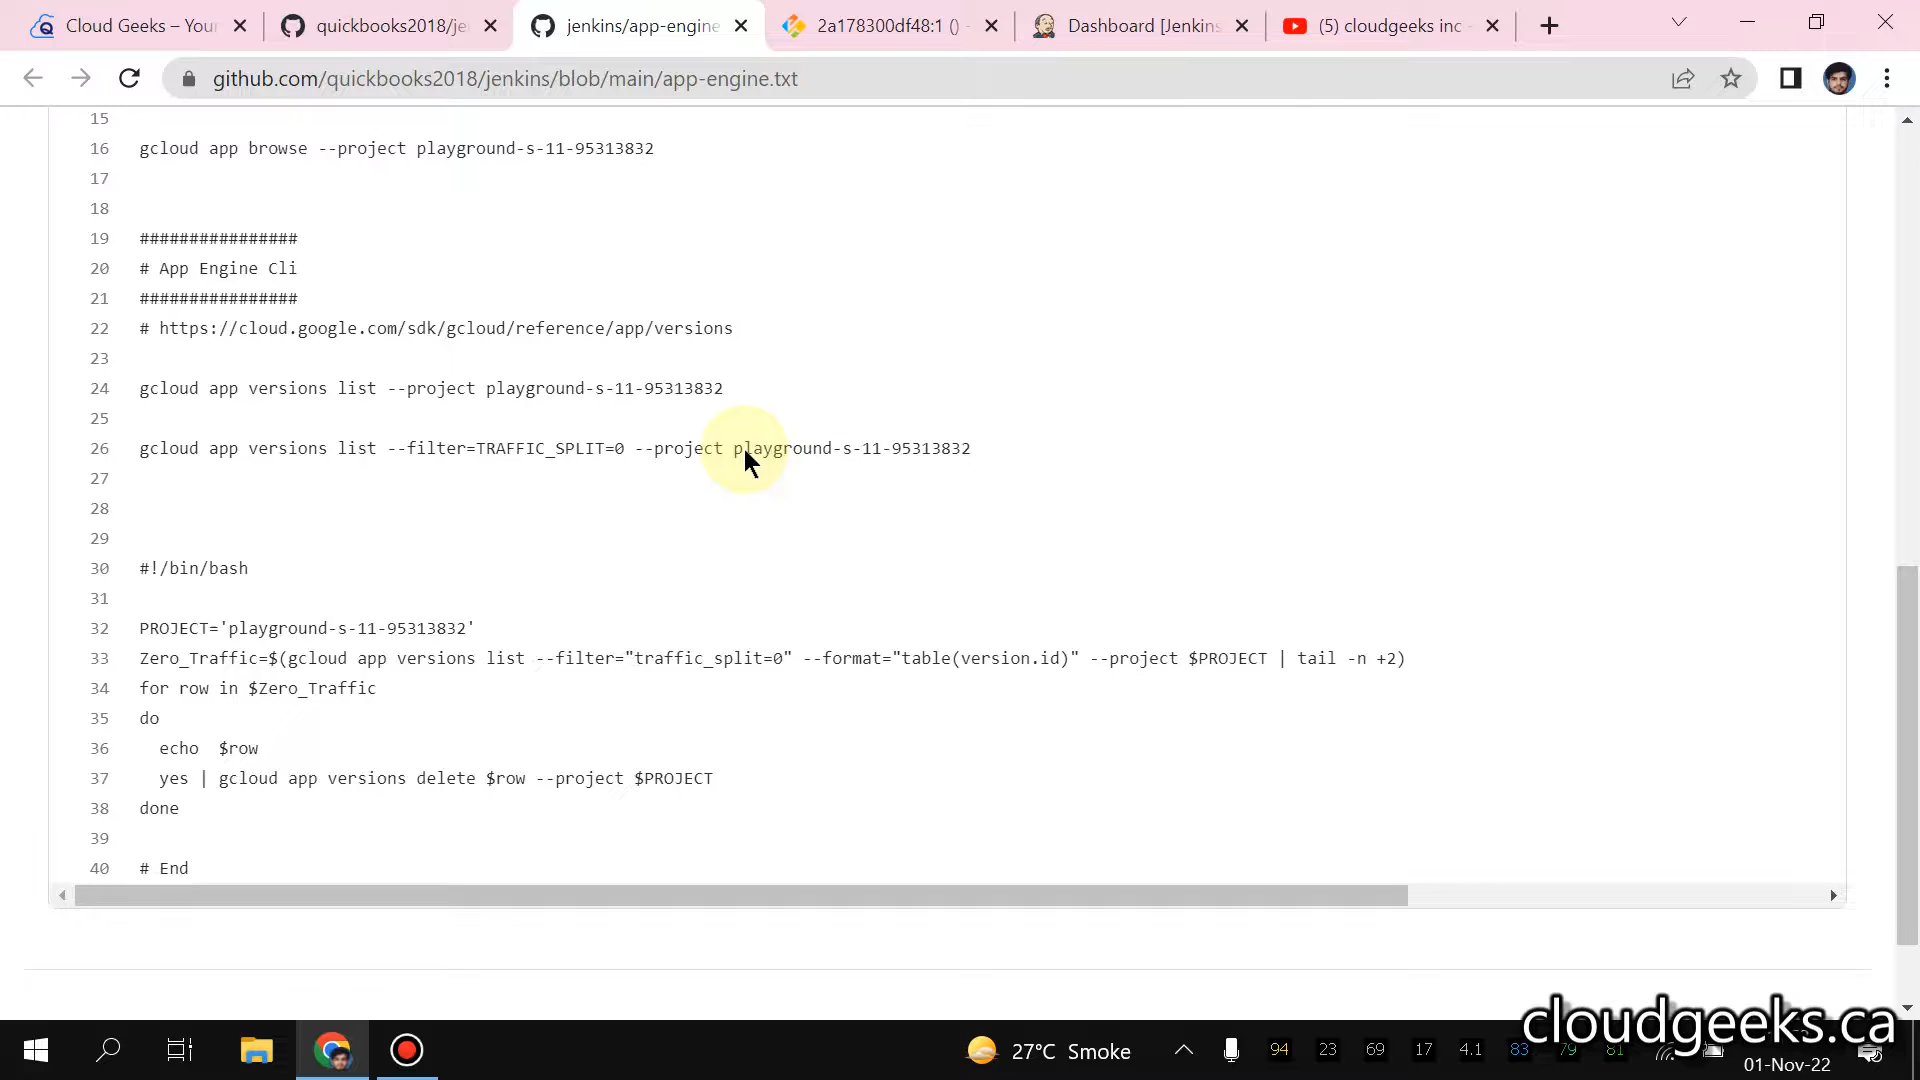 Cloud Geeks – Your
quickbooks2018/je
jenkins/app-engine
2a178300df48:1 ()
Dashboard [Jenkins
(5) cloudgeeks inc -
github.com/quickbooks2018/jenkins/blob/main/app-engine.txt
15
16 gcloud app browse --project playground-s-11-95313832
17
18
19 ################
20 # App Engine Cli
21 ################
22 # https://cloud.google.com/sdk/gcloud/reference/app/versions
23
24 gcloud app versions list --project playground-s-11-95313832
25
26 gcloud app versions list --filter=TRAFFIC_SPLIT=0 --project playground-s-11-95313832
27
28
29
30 #!/bin/bash
31
32 PROJECT='playground-s-11-95313832'
33 Zero_Traffic=$(gcloud app versions list --filter="traffic_split=0" --format="table(version.id)" --project $PROJECT | tail -n +2)
34 for row in $Zero_Traffic
35 do
36 echo $row
37 yes | gcloud app versions delete $row --project $PROJECT
38 done
39
40 # End
cloudgeeks.ca
27°C Smoke
94 23 69 17 4.1 83 79 81
01-Nov-22